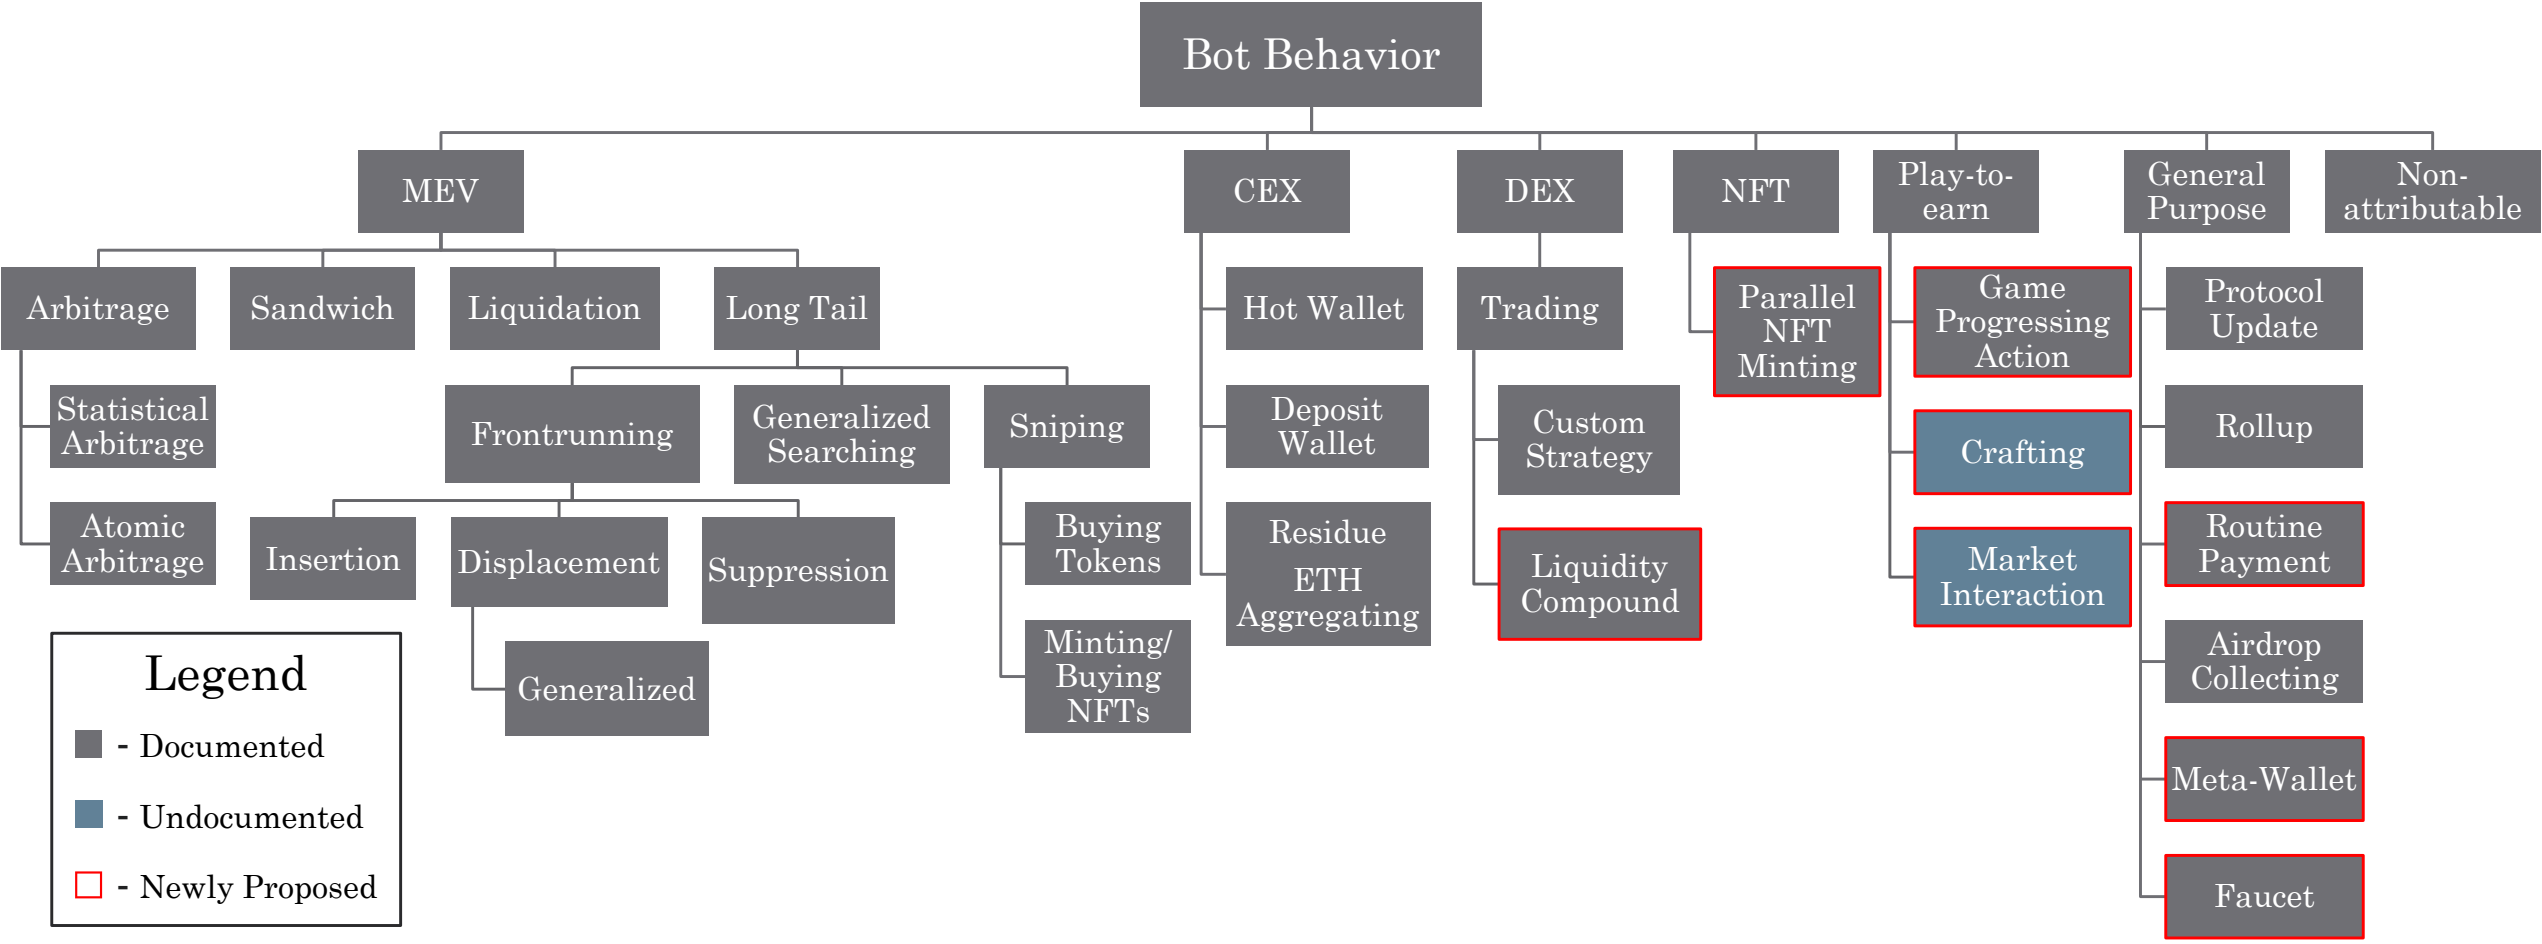 Bot Behavior
MEV
CEX
DEX
NFT
Play-to-
earn
General
Purpose
Non-
attributable
Arbitrage
Sandwich
Liquidation
Long Tail
Statistical
Arbitrage
Atomic
Arbitrage
Frontrunning
Generalized
Searching
Sniping
Insertion
Displacement
Suppression
Generalized
Buying
Tokens
Minting/
Buying
NFTs
Hot Wallet
Deposit
Wallet
Residue
ETH
Aggregating
Trading
Custom
Strategy
Liquidity
Compound
Parallel
NFT
Minting
Game
Progressing
Action
Crafting
Market
Interaction
Protocol
Update
Rollup
Routine
Payment
Airdrop
Collecting
Meta-Wallet
Faucet
Legend
- Documented
- Undocumented
- Newly Proposed